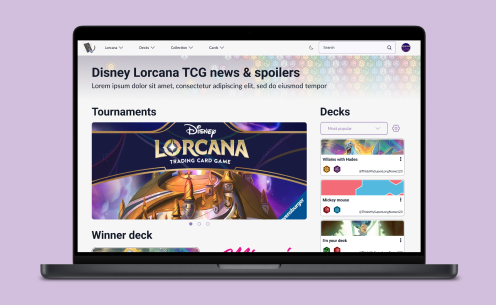 Lorcana
Decks
Collection
Cards
Search
Disney Lorcana TCG news & spoilers
Lorem ipsum dolor sit amet, consectetur adipiscing elit, sed do eiusmod tempor
Tournaments
Decks
Most popular
Disney
LORCANA
TRADING CARD GAME
Ravensburger
Villains with Hades
Mickey mouse
I'm your deck
Winner deck